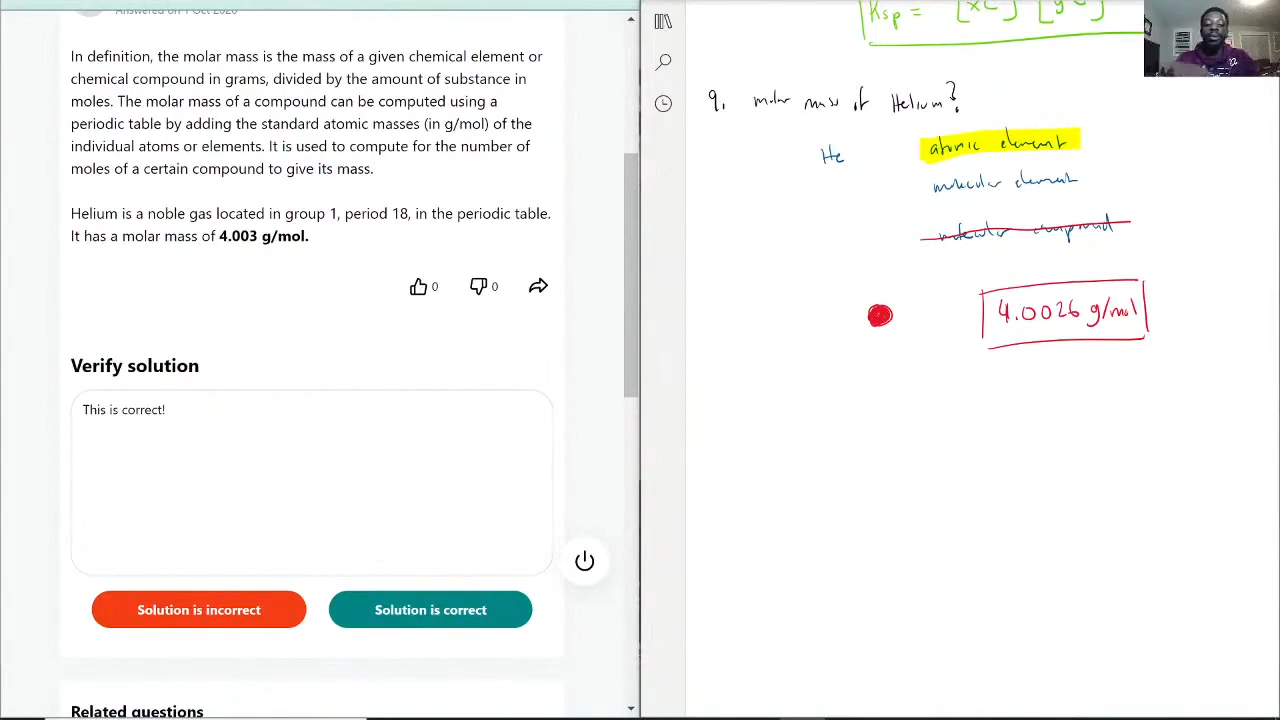 Answered on 1 Oct 2020
In definition, the molar mass is the mass of a given chemical element or
chemical compound in grams, divided by the amount of substance in
moles. The molar mass of a compound can be computed using a
periodic table by adding the standard atomic masses (in g/mol) of the
individual atoms or elements. It is used to compute for the number of
moles of a certain compound to give its mass.
Helium is a noble gas located in group 1, period 18, in the periodic table.
It has a molar mass of 4.003 g/mol.
0 0
Verify solution
This is correct!
Solution is incorrect Solution is correct
Related questions
Ksp =
9. molar mass of Helium?
He atomic element
molecular element
molecular compound
4.0026 g/mol